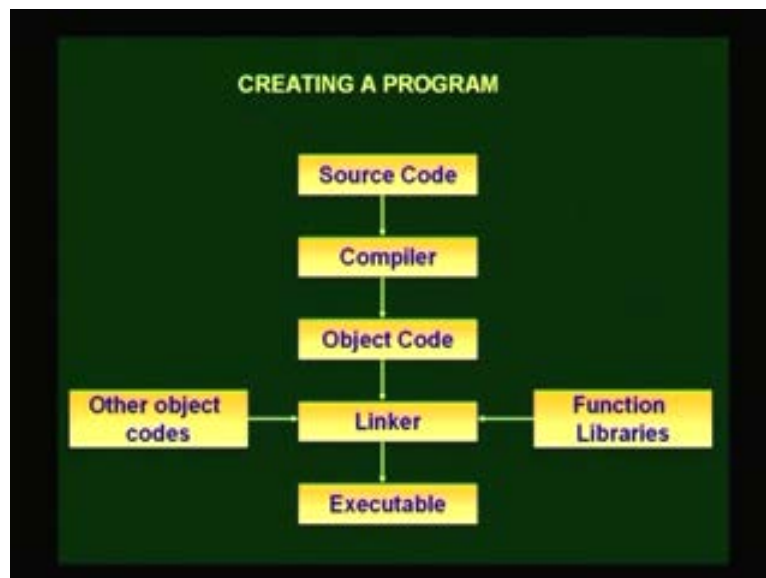 CREATING A PROGRAM
Source Code
Compiler
Object Code
Other object
codes
Linker
Function
Libraries
Executable